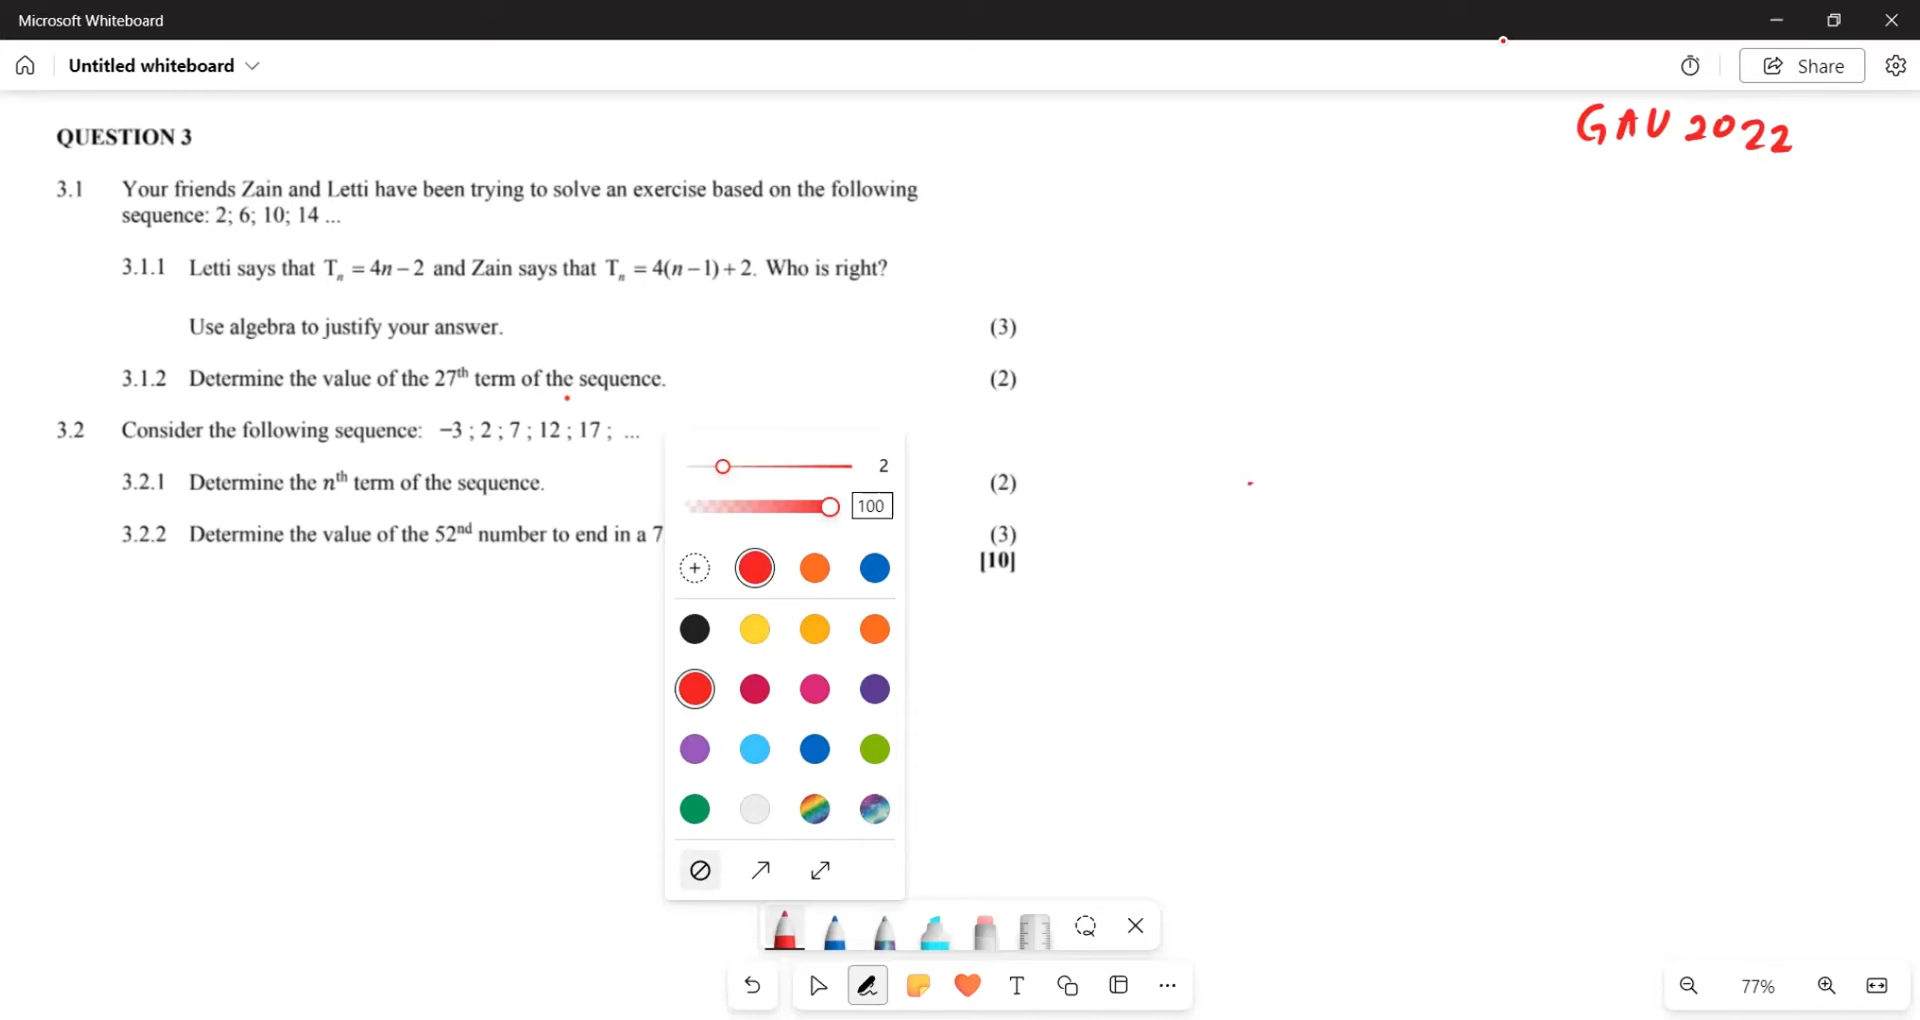 Microsoft Whiteboard
Untitled whiteboard
Share
GAU 2022
QUESTION 3
3.1 Your friends Zain and Letti have been trying to solve an exercise based on the following
sequence: 2; 6; 10; 14 ...
3.1.1 Letti says that Tₙ = 4n − 2 and Zain says that Tₙ = 4(n − 1) + 2. Who is right?
Use algebra to justify your answer. (3)
3.1.2 Determine the value of the 27th term of the sequence. (2)
3.2 Consider the following sequence: −3 ; 2 ; 7 ; 12 ; 17 ; ...
3.2.1 Determine the nth term of the sequence. (2)
3.2.2 Determine the value of the 52nd number to end in a 7 (3)
[10]
2
100
77%